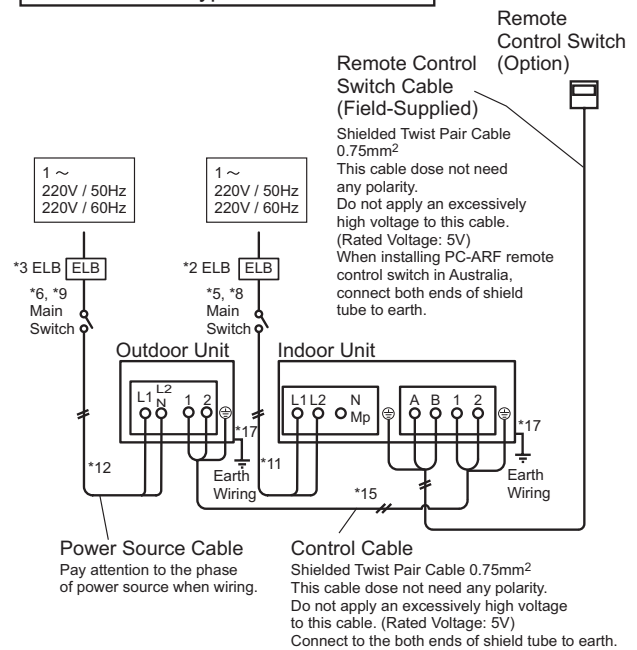 Remote
Control Switch
(Option)
Remote Control
Switch Cable
(Field-Supplied)
Shielded Twist Pair Cable
0.75mm²
This cable dose not need
any polarity.
Do not apply an excessively
high voltage to this cable.
(Rated Voltage: 5V)
When installing PC-ARF remote
control switch in Australia,
connect both ends of shield
tube to earth.
1 ~
220V / 50Hz
220V / 60Hz
1 ~
220V / 50Hz
220V / 60Hz
*3 ELB ELB
*2 ELB ELB
*6, *9
Main
Switch
*5, *8
Main
Switch
Outdoor Unit
Indoor Unit
L1 L2 N 1 2
L1 L2 N Mp A B 1 2
*17
*17
*12
*11
Earth
Wiring
*15
Earth
Wiring
Power Source Cable
Pay attention to the phase
of power source when wiring.
Control Cable
Shielded Twist Pair Cable 0.75mm²
This cable dose not need any polarity.
Do not apply an excessively high voltage
to this cable. (Rated Voltage: 5V)
Connect to the both ends of shield tube to earth.